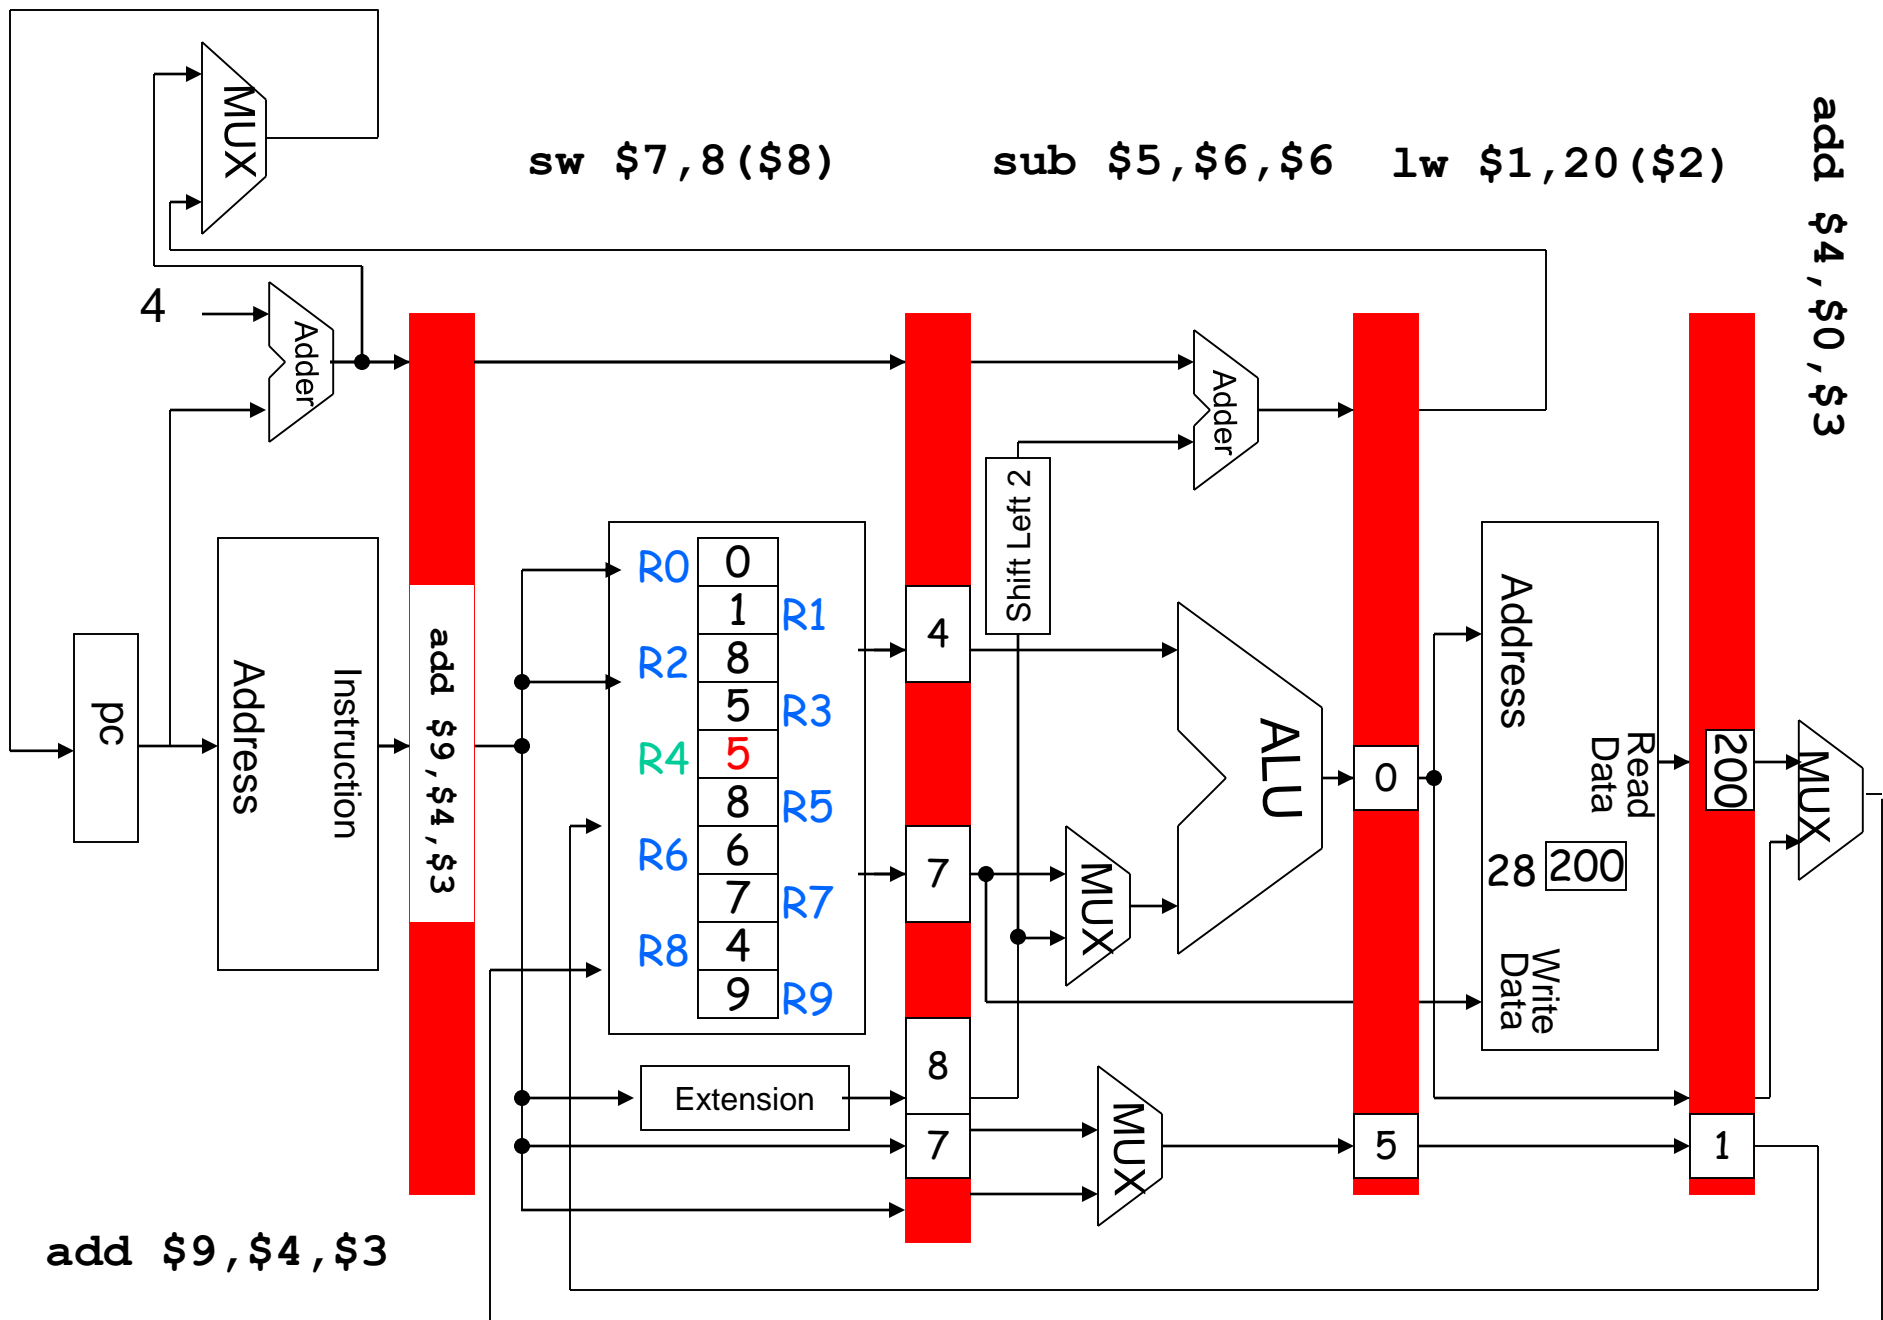 MUX
sw $7,8($8)
sub $5,$6,$6
lw $1,20($2)
add $4,$0,$3
4
Adder
Adder
Shift Left 2
pc
Address
Instruction
add $9,$4,$3
R0 0
1 R1
R2 8
5 R3
R4 5
8 R5
R6 6
7 R7
R8 4
9 R9
Extension
4
7
8
7
MUX
ALU
MUX
0
5
Address
Read
Data
28 200
Write
Data
200
1
MUX
add $9,$4,$3